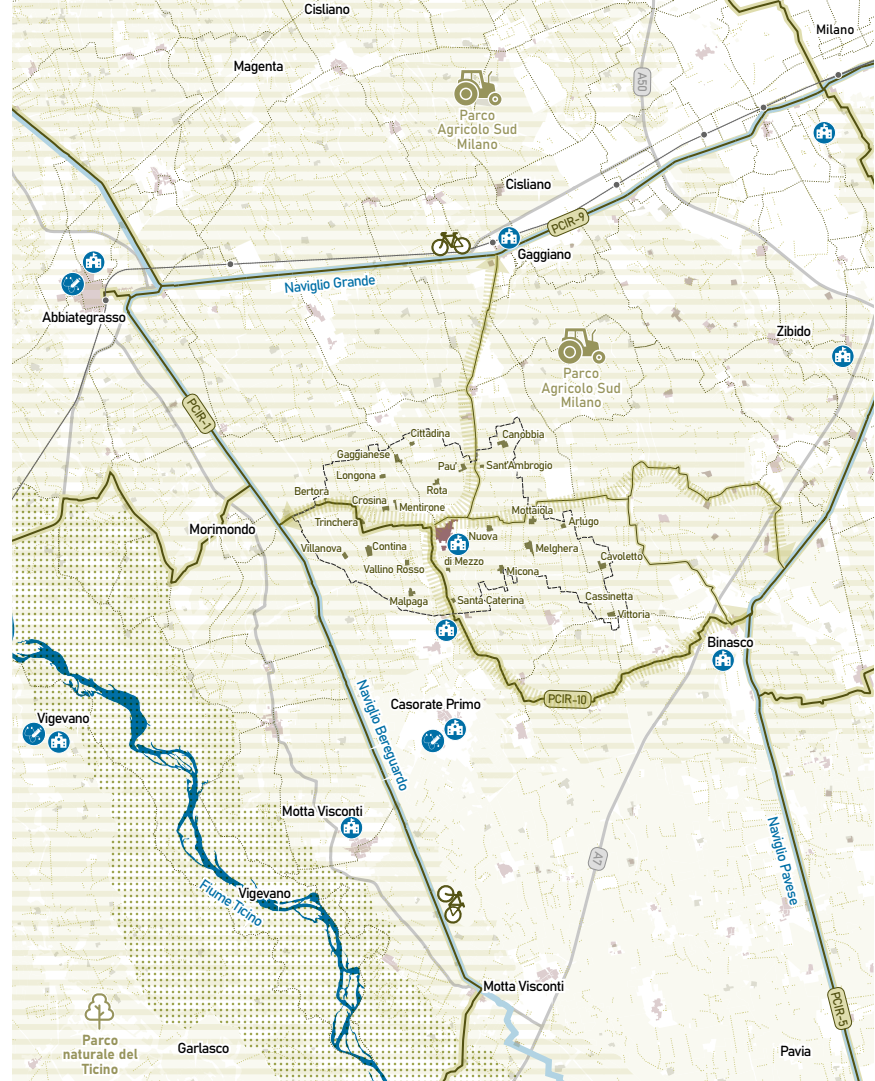 Cisliano
Milano
Magenta
A50
Parco
Agricolo Sud
Milano
Cisliano
PCIR-9
Gaggiano
Naviglio Grande
Abbiategrasso
Zibido
Parco
Agricolo Sud
Milano
PCIR-1
Cittadina
Canobbia
Gaggianese
Pau'
Sant'Ambrogio
Longona
Rota
Bertora
Crosina
Mentirone
Mottaiola
Trinchera
Arlugo
Morimondo
Nuova
Villanova
Contina
Melghera
di Mezzo
Cavoletto
Vallino Rosso
Micona
Malpaga
Santa Caterina
Cassinetta
Vittoria
Binasco
PCIR-10
Casorate Primo
Vigevano
Naviglio Bereguardo
Motta Visconti
A7
Naviglio Pavese
Vigevano
Fiume Ticino
Motta Visconti
PCIR-5
Parco
naturale del
Ticino
Garlasco
Pavia